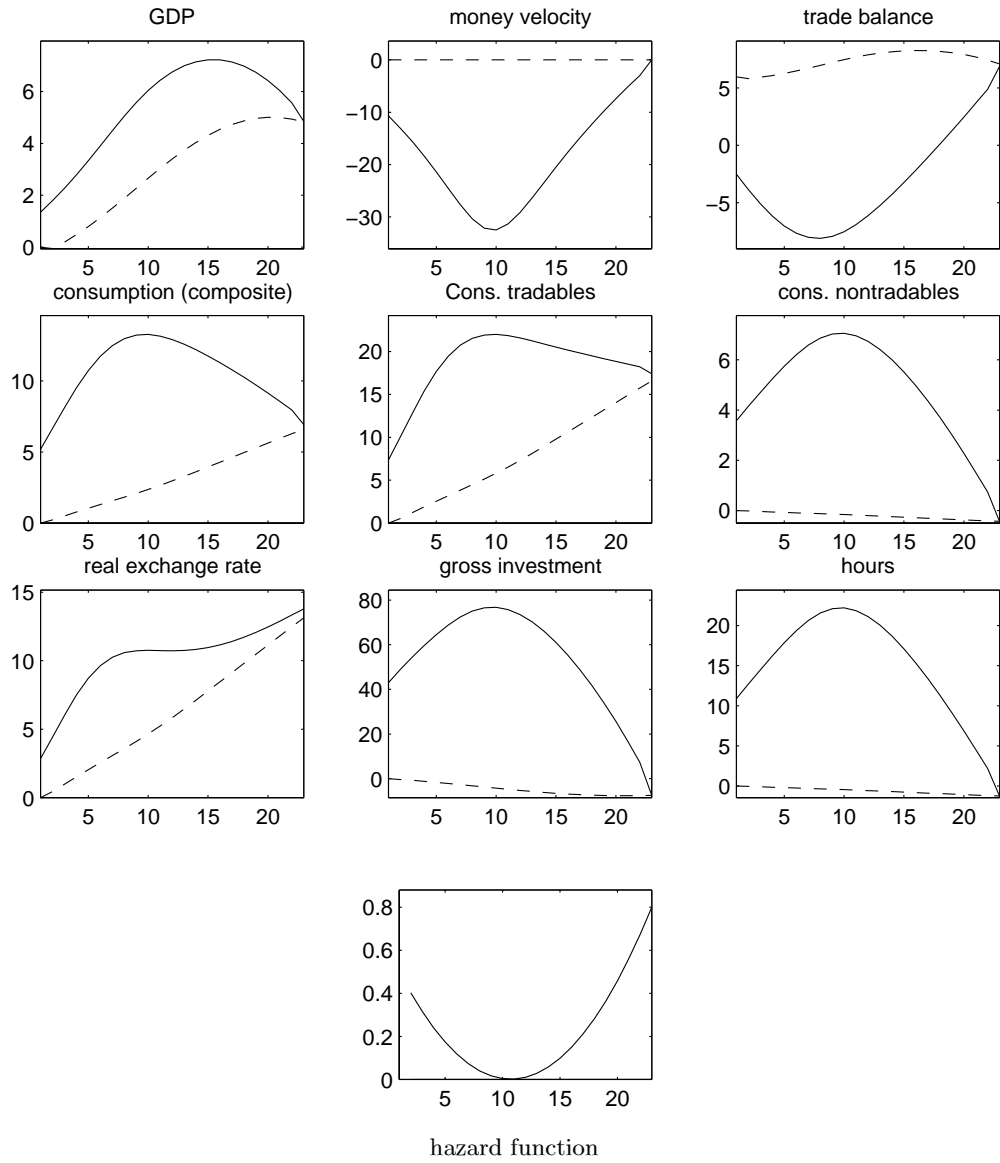 GDP
money velocity
trade balance
6
4
2
0
5 10 15 20
0
−10
−20
−30
5 10 15 20
5
0
−5
5 10 15 20
consumption (composite)
Cons. tradables
cons. nontradables
10
5
0
5 10 15 20
20
15
10
5
0
5 10 15 20
6
4
2
0
5 10 15 20
real exchange rate
gross investment
hours
15
10
5
0
5 10 15 20
80
60
40
20
0
5 10 15 20
20
15
10
5
0
5 10 15 20
0.8
0.6
0.4
0.2
0
5 10 15 20
hazard function